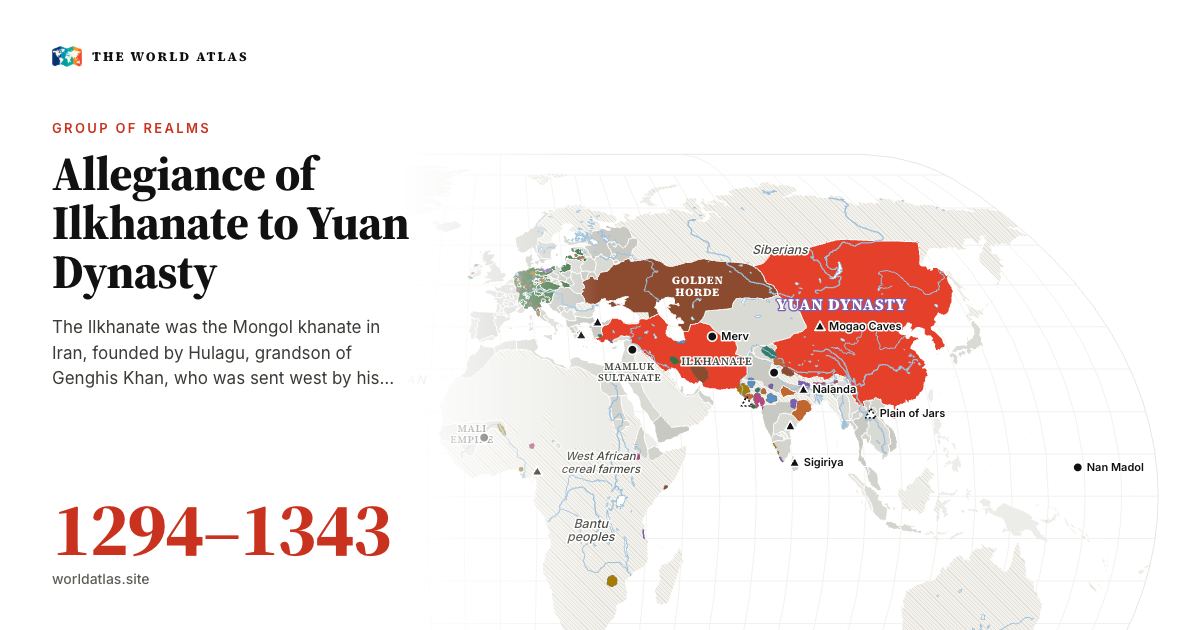 THE WORLD ATLAS
GROUP OF REALMS
Allegiance of
Ilkhanate to Yuan
Dynasty
The Ilkhanate was the Mongol khanate in
Iran, founded by Hulagu, grandson of
Genghis Khan, who was sent west by his...
1294–1343
worldatlas.site
Siberians
GOLDEN
HORDE
YUAN DYNASTY
Mogao Caves
Merv
ILKHANATE
MAMLUK
SULTANATE
Nalanda
Plain of Jars
MALI
EMPIRE
West African
cereal farmers
Sigiriya
Nan Madol
Bantu
peoples